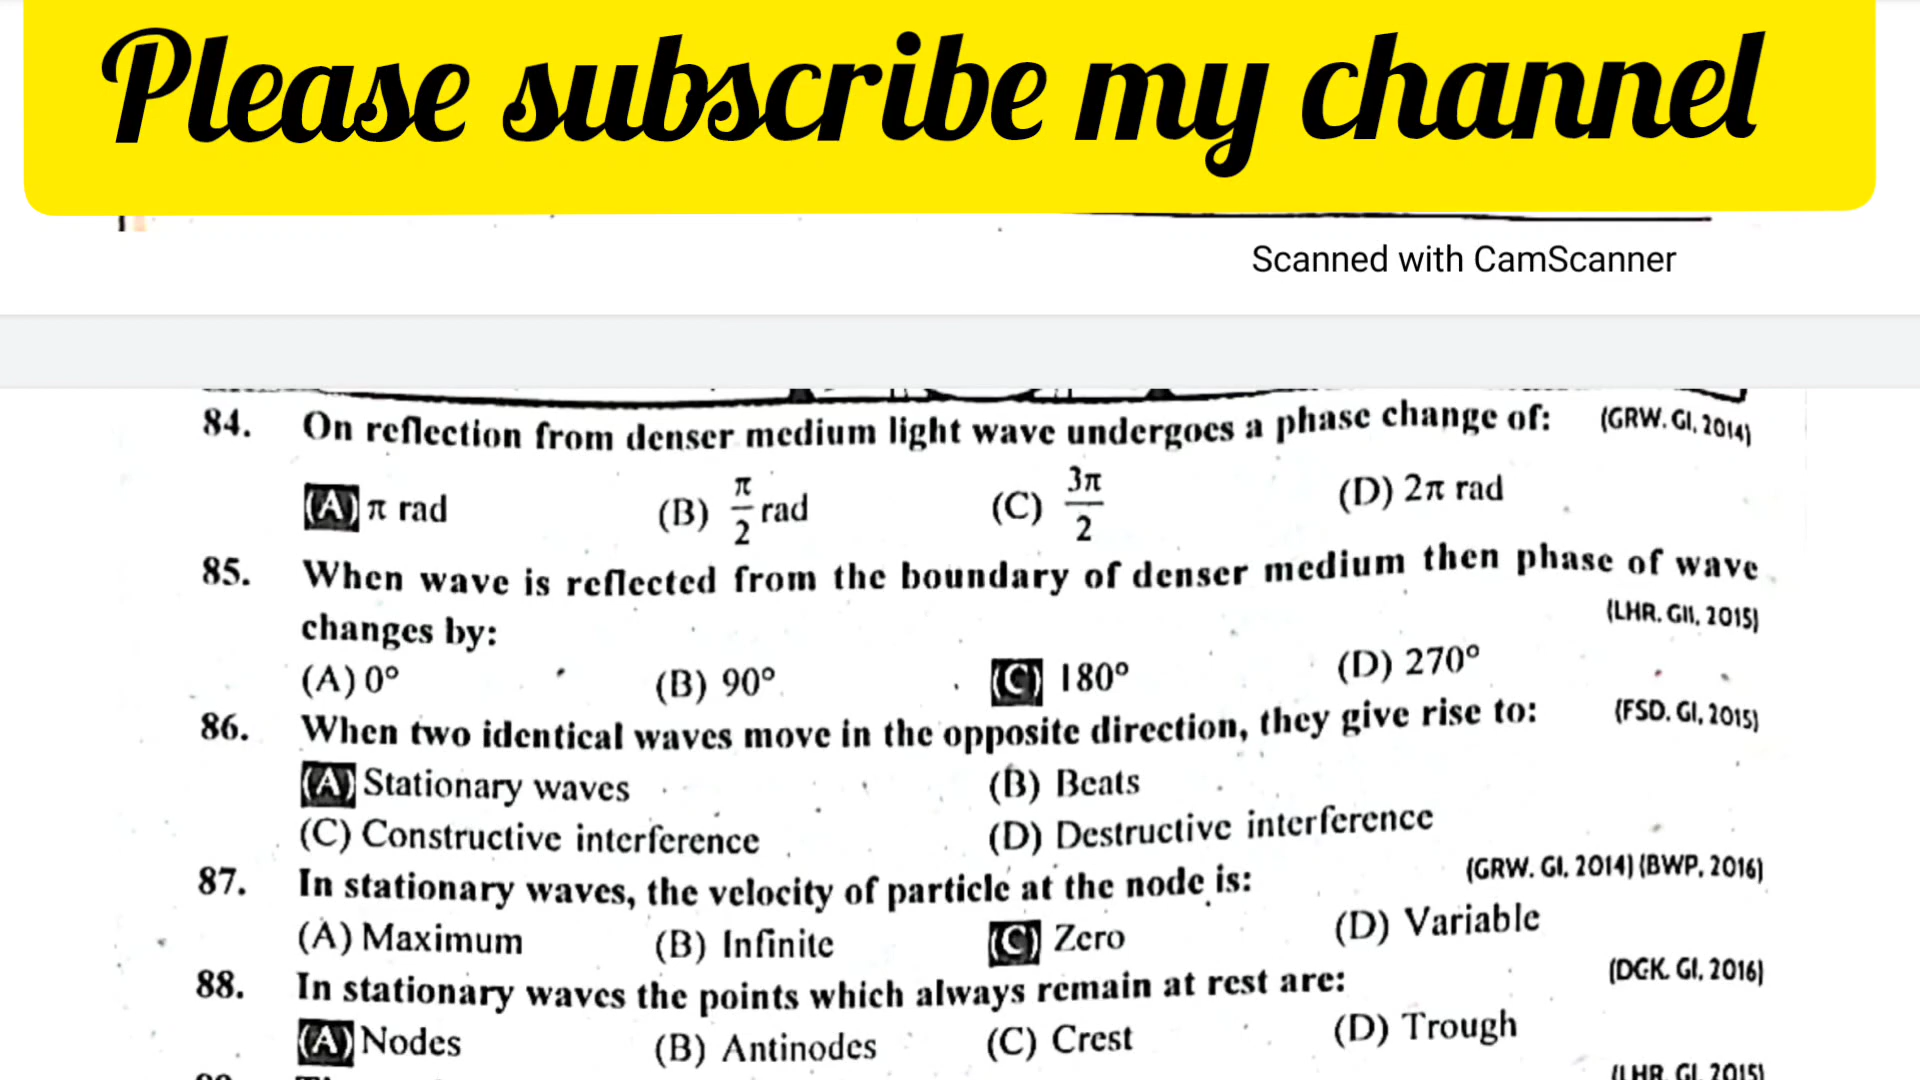 Please subscribe my channel
Scanned with CamScanner
84. On reflection from denser medium light wave undergoes a phase change of: (GRW. GI, 2014)
(A) π rad (B) π/2 rad (C) 3π/2 (D) 2π rad
85. When wave is reflected from the boundary of denser medium then phase of wave
changes by: (LHR. GII, 2015)
(A) 0° (B) 90° (C) 180° (D) 270°
86. When two identical waves move in the opposite direction, they give rise to: (FSD. GI, 2015)
(A) Stationary waves (B) Beats
(C) Constructive interference (D) Destructive interference
87. In stationary waves, the velocity of particle at the node is: (GRW. GI, 2014) (BWP, 2016)
(A) Maximum (B) Infinite (C) Zero (D) Variable
88. In stationary waves the points which always remain at rest are: (DGK. GI, 2016)
(A) Nodes (B) Antinodes (C) Crest (D) Trough
(LHR. GI, 2015)